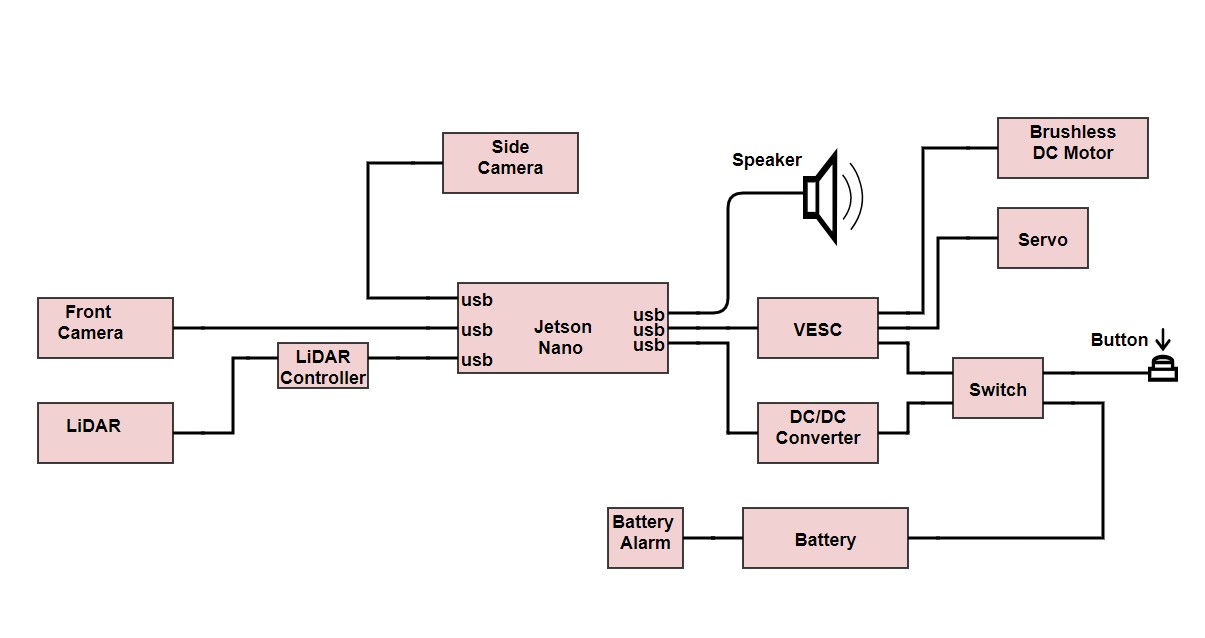 Side
Camera
Speaker
Brushless
DC Motor
Servo
Front
Camera
usb
usb
usb
Jetson
Nano
usb
usb
usb
VESC
Button
LiDAR
Controller
LiDAR
DC/DC
Converter
Switch
Battery
Alarm
Battery